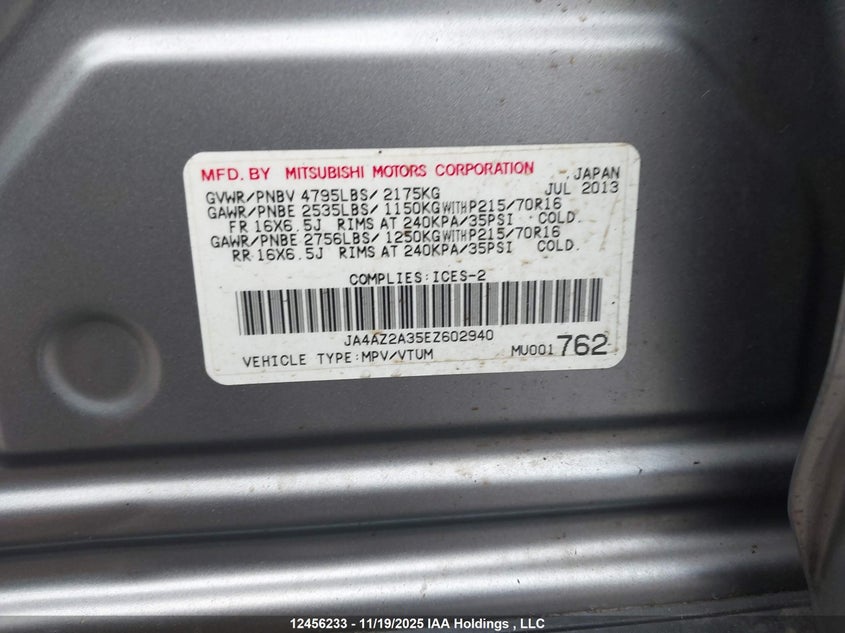 MFD. BY MITSUBISHI MOTORS CORPORATION JAPAN
GVWR/PNBV 4795LBS/ 2175KG JUL 2013
GAWR/PNBE 2535LBS/ 1150KG WITH P215/70R16
FR 16X6.5J RIMS AT 240KPA/35PSI COLD.
GAWR/PNBE 2756LBS/ 1250KG WITH P215/70R16
RR 16X6.5J RIMS AT 240KPA/35PSI COLD.
COMPLIES:ICES-2
JA4AZ2A35EZ602940
VEHICLE TYPE:MPV/VTUM MU001 762
12456233 - 11/19/2025 IAA Holdings , LLC